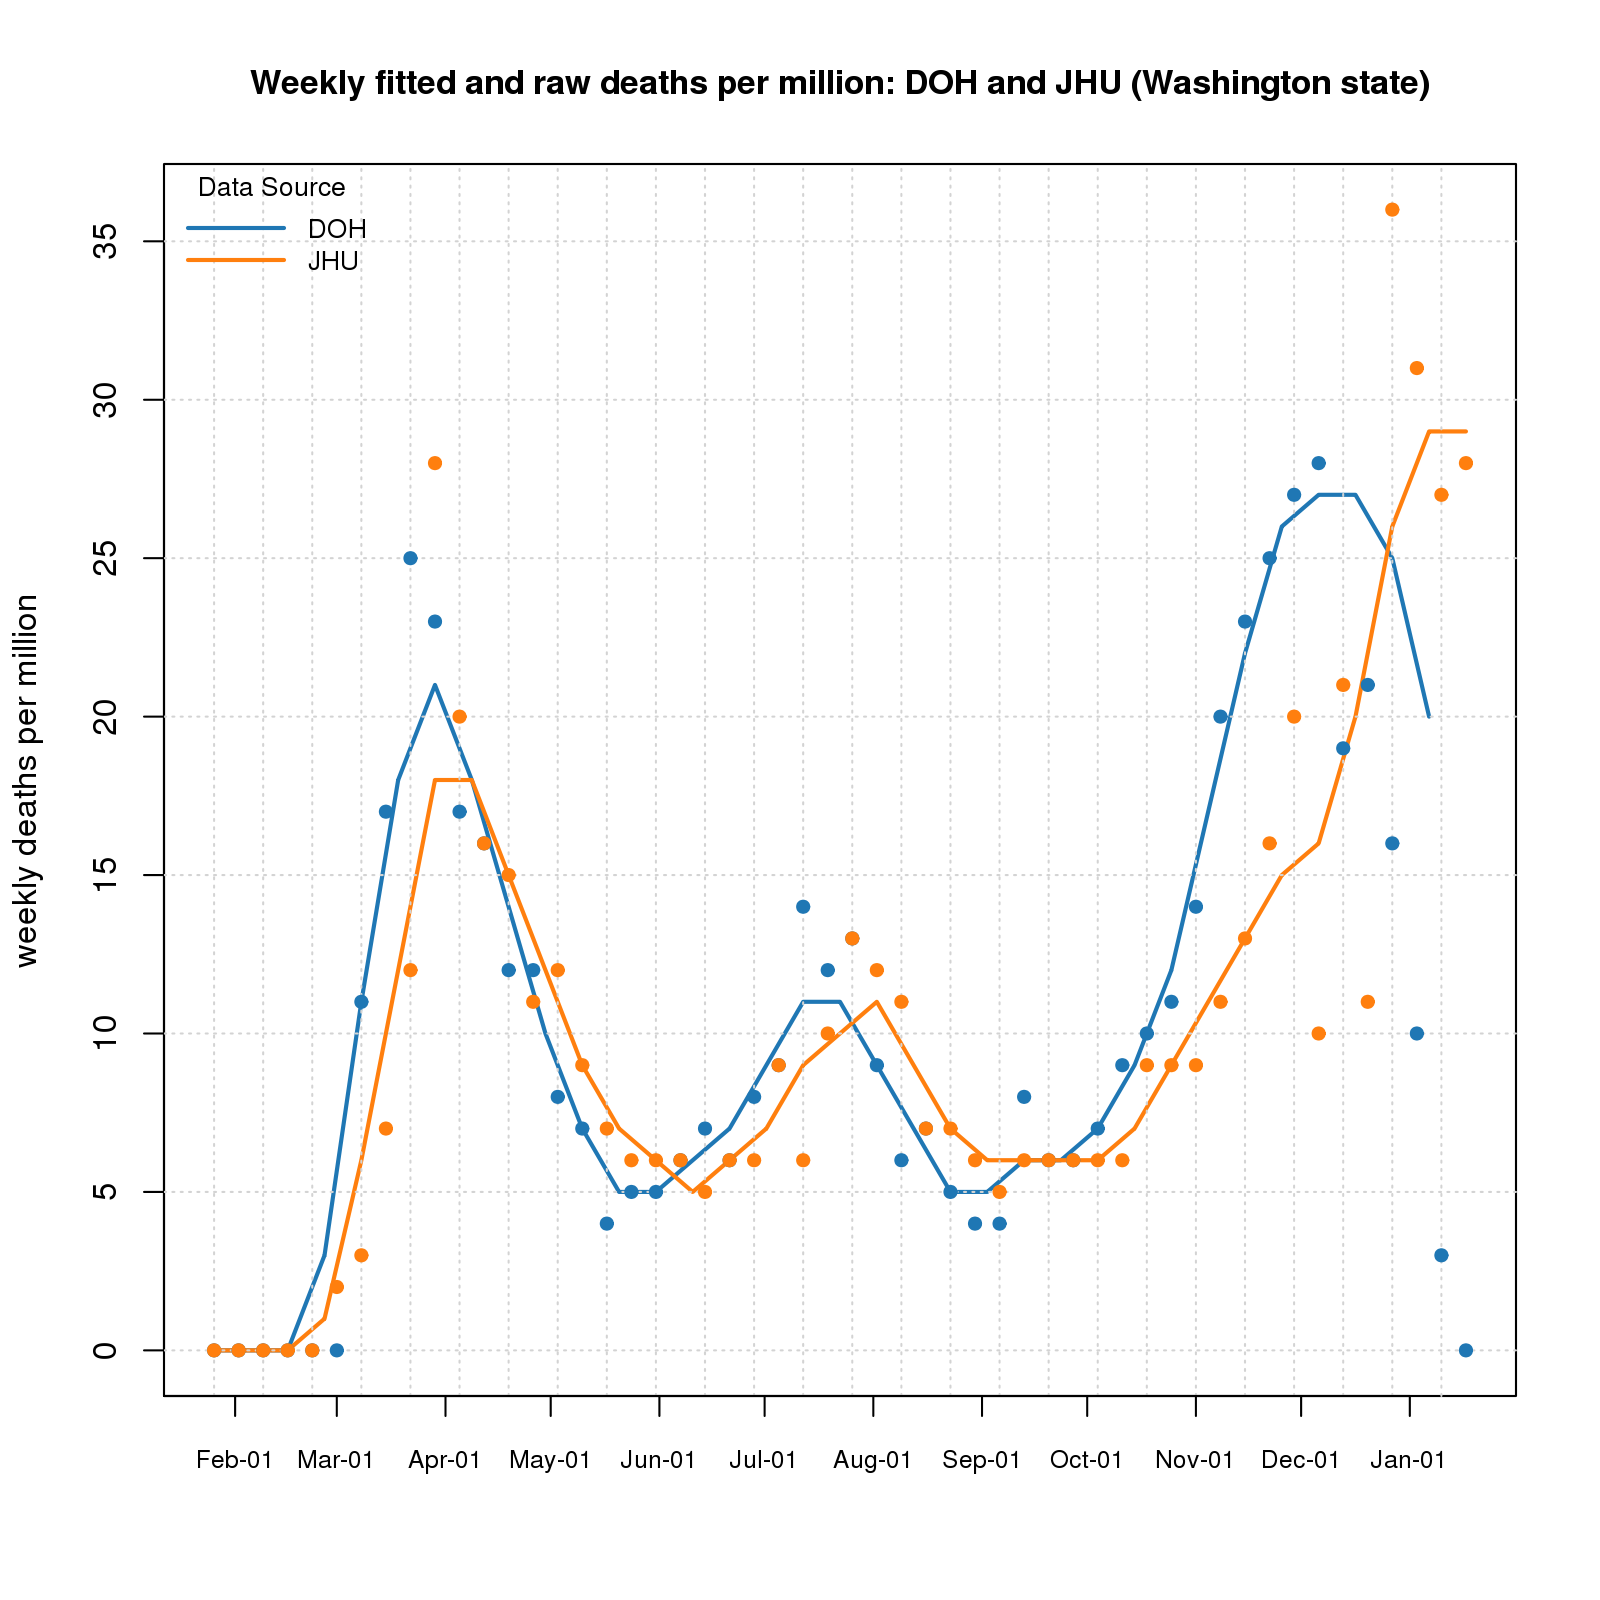 Weekly fitted and raw deaths per million: DOH and JHU (Washington state)
Data Source
DOH
JHU
weekly deaths per million
35
30
25
20
15
10
5
0
Feb-01 Mar-01 Apr-01 May-01 Jun-01 Jul-01 Aug-01 Sep-01 Oct-01 Nov-01 Dec-01 Jan-01